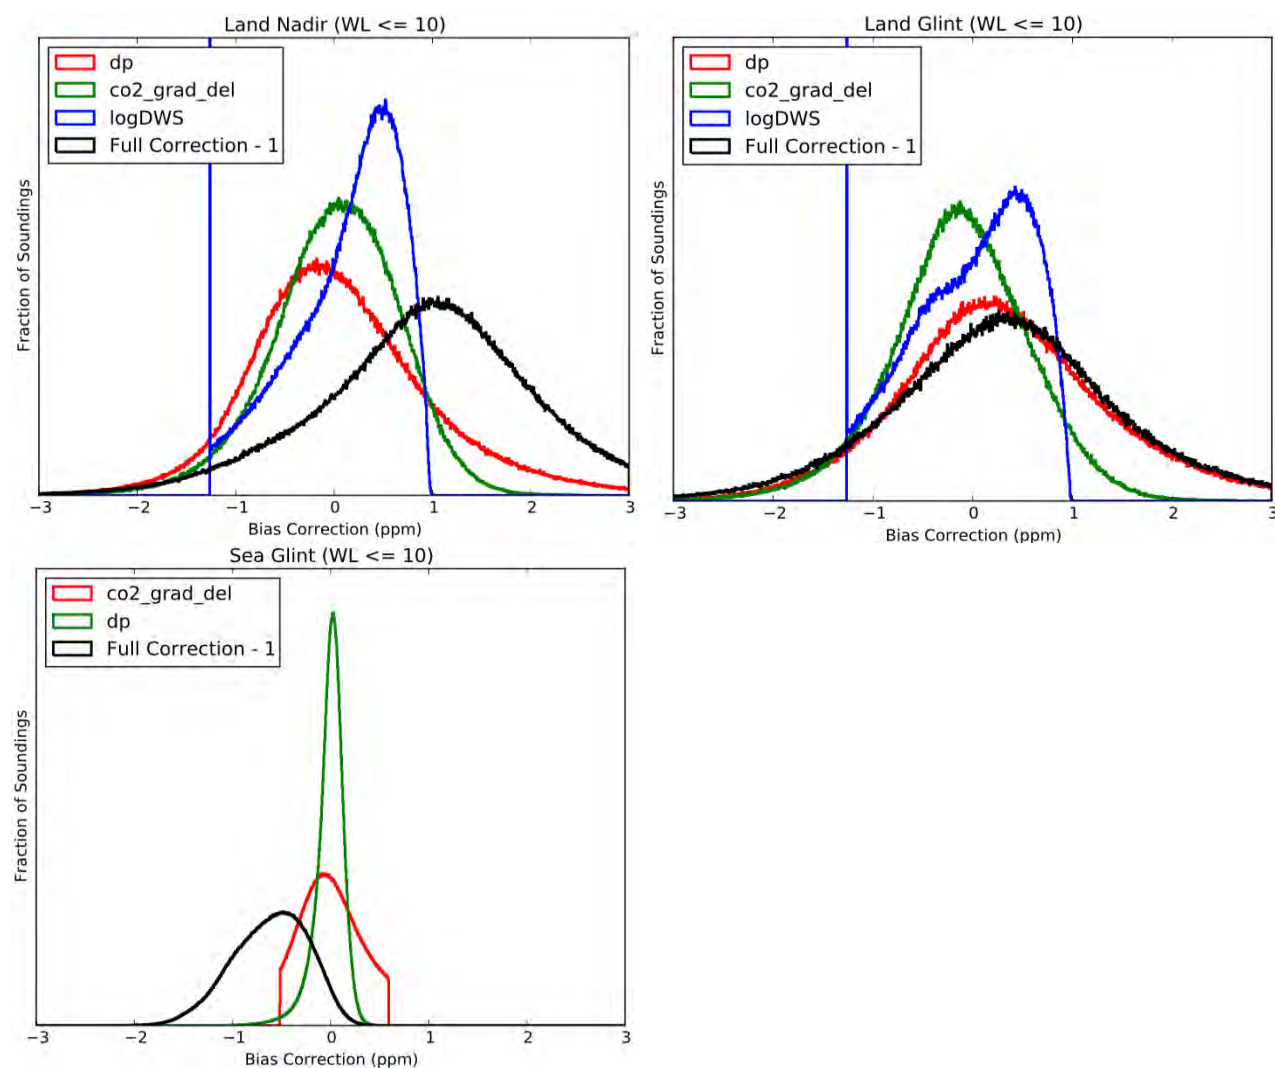 Land Nadir (WL <= 10)
dp
co2_grad_del
logDWS
Full Correction - 1
Fraction of Soundings
−3 −2 −1 0 1 2 3
Bias Correction (ppm)
Land Glint (WL <= 10)
dp
co2_grad_del
logDWS
Full Correction - 1
Fraction of Soundings
−3 −2 −1 0 1 2 3
Bias Correction (ppm)
Sea Glint (WL <= 10)
co2_grad_del
dp
Full Correction - 1
Fraction of Soundings
−3 −2 −1 0 1 2 3
Bias Correction (ppm)